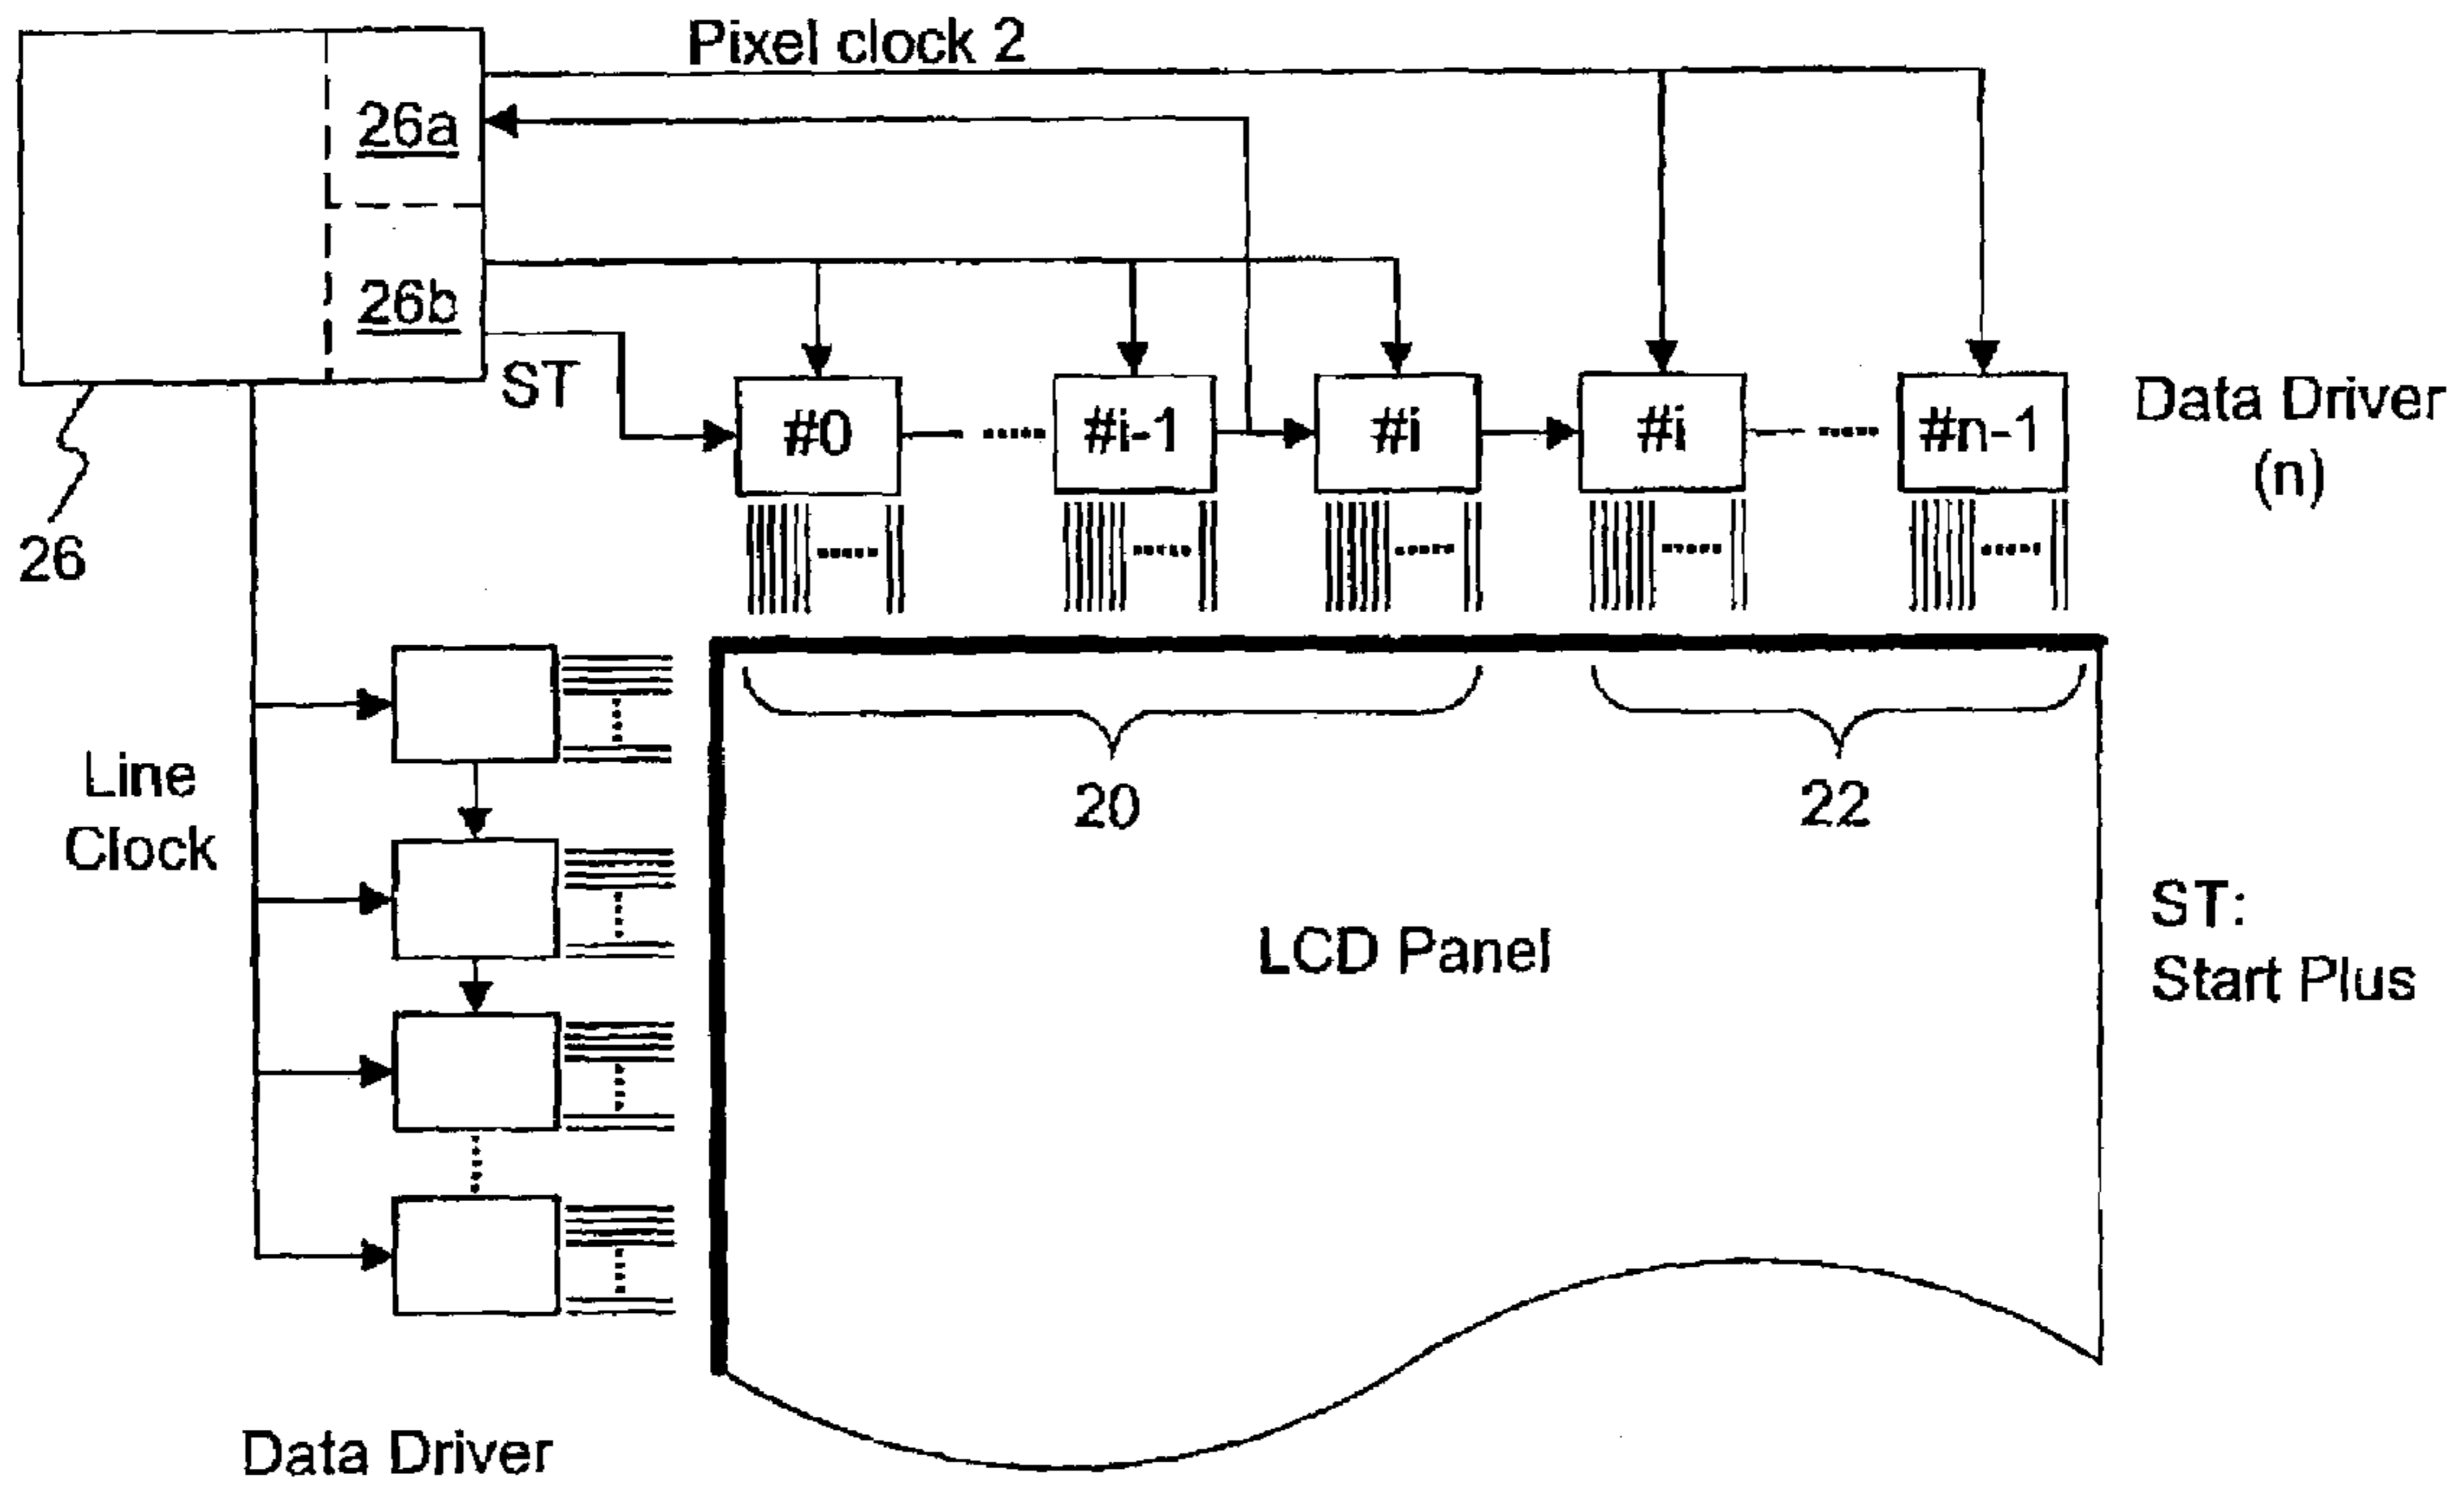 Pixel clock 2
26a
26b
ST
26
#0
#i-1
#i
#i
#n-1
Data Driver
(n)
Line
Clock
20
22
LCD Panel
ST:
Start Plus
Data Driver